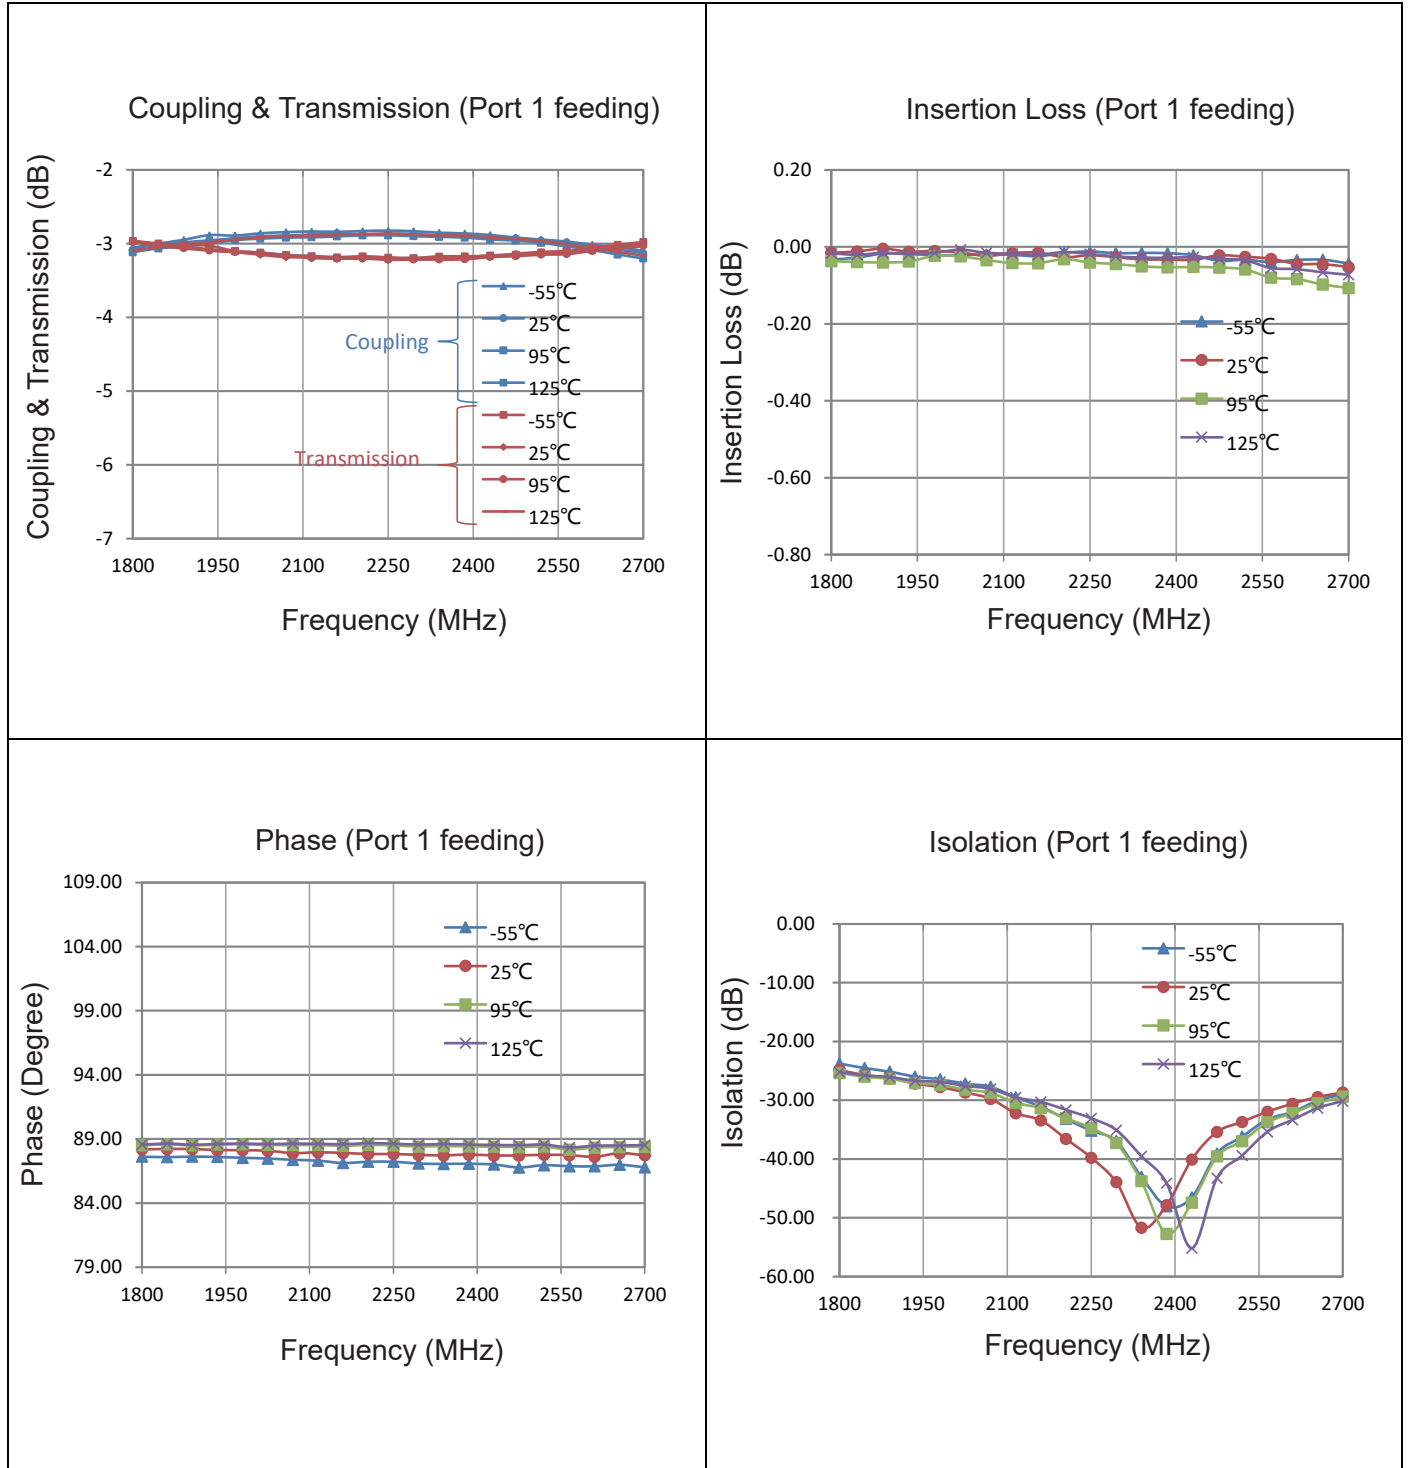 Coupling & Transmission (Port 1 feeding)
Coupling & Transmission (dB)
-2
-3
-4
-5
-6
-7
Coupling
Transmission
-55℃
25℃
95℃
125℃
-55℃
25℃
95℃
125℃
1800 1950 2100 2250 2400 2550 2700
Frequency (MHz)
Insertion Loss (Port 1 feeding)
Insertion Loss (dB)
0.20
0.00
-0.20
-0.40
-0.60
-0.80
-55℃
25℃
95℃
125℃
1800 1950 2100 2250 2400 2550 2700
Frequency (MHz)
Phase (Port 1 feeding)
Phase (Degree)
109.00
104.00
99.00
94.00
89.00
84.00
79.00
-55℃
25℃
95℃
125℃
1800 1950 2100 2250 2400 2550 2700
Frequency (MHz)
Isolation (Port 1 feeding)
Isolation (dB)
0.00
-10.00
-20.00
-30.00
-40.00
-50.00
-60.00
-55℃
25℃
95℃
125℃
1800 1950 2100 2250 2400 2550 2700
Frequency (MHz)